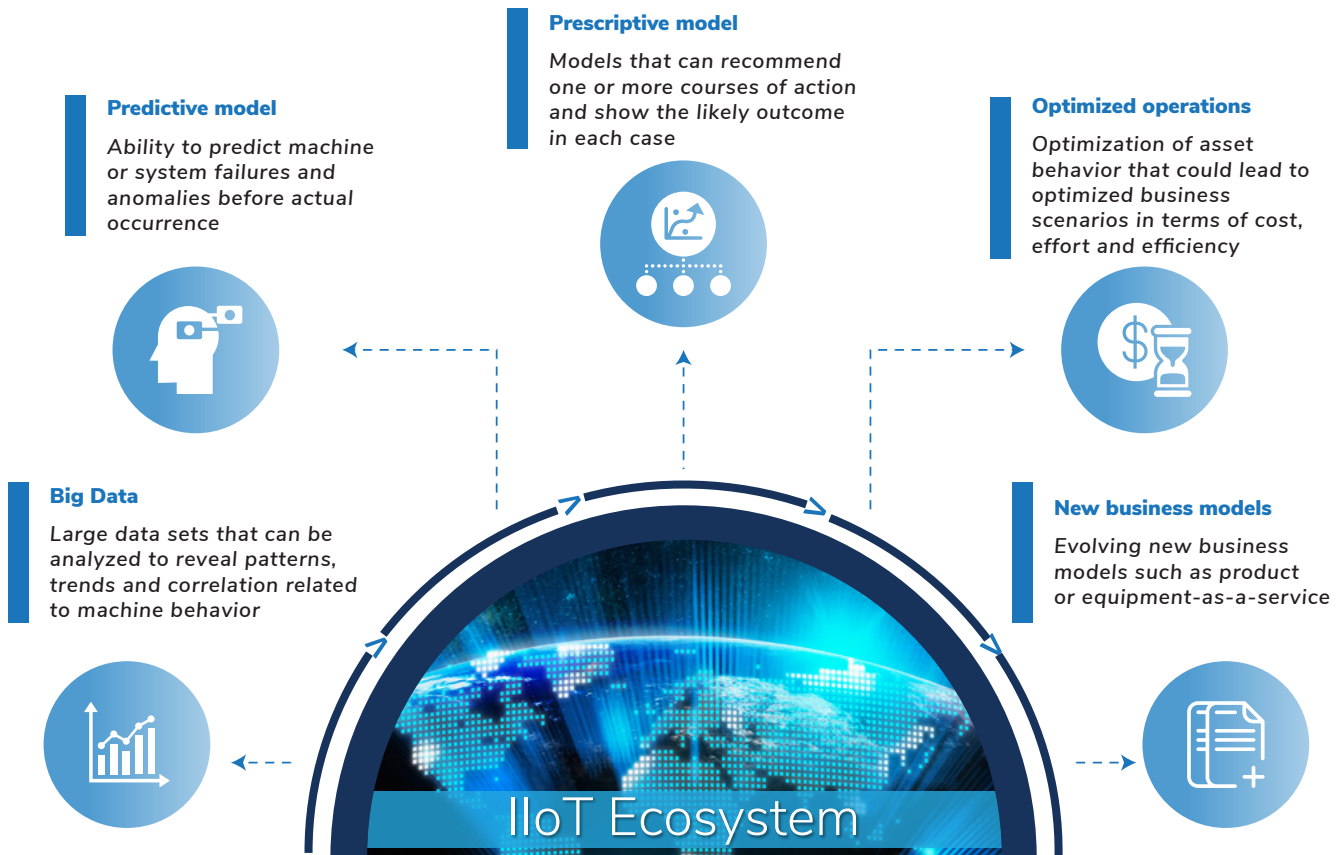 Prescriptive model
Models that can recommend
one or more courses of action
and show the likely outcome
in each case
Predictive model
Ability to predict machine
or system failures and
anomalies before actual
occurrence
Optimized operations
Optimization of asset
behavior that could lead to
optimized business
scenarios in terms of cost,
effort and efficiency
$
Big Data
Large data sets that can be
analyzed to reveal patterns,
trends and correlation related
to machine behavior
New business models
Evolving new business
models such as product
or equipment-as-a-service
IIoT Ecosystem